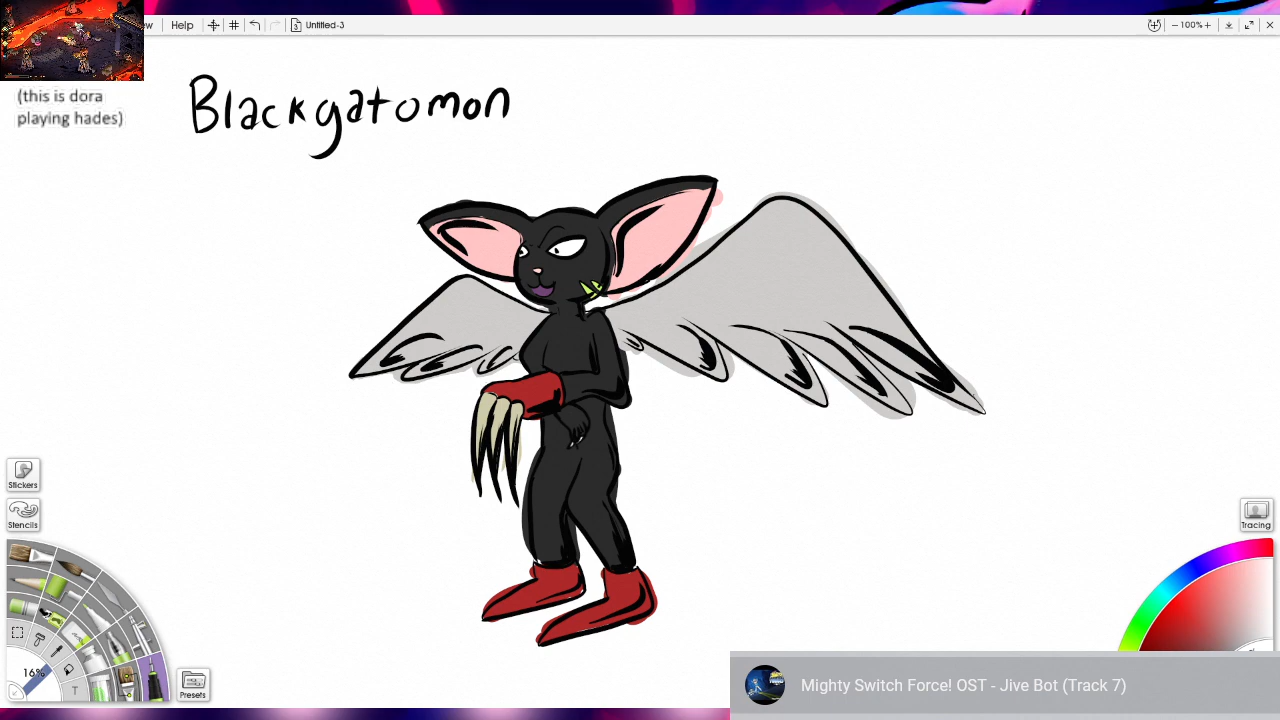 ew Help Untitled-3 100%
(this is dora
playing hades)
Blackgatomon
Stickers
Stencils
Tracing
16%
T
Presets
Mighty Switch Force! OST - Jive Bot (Track 7)